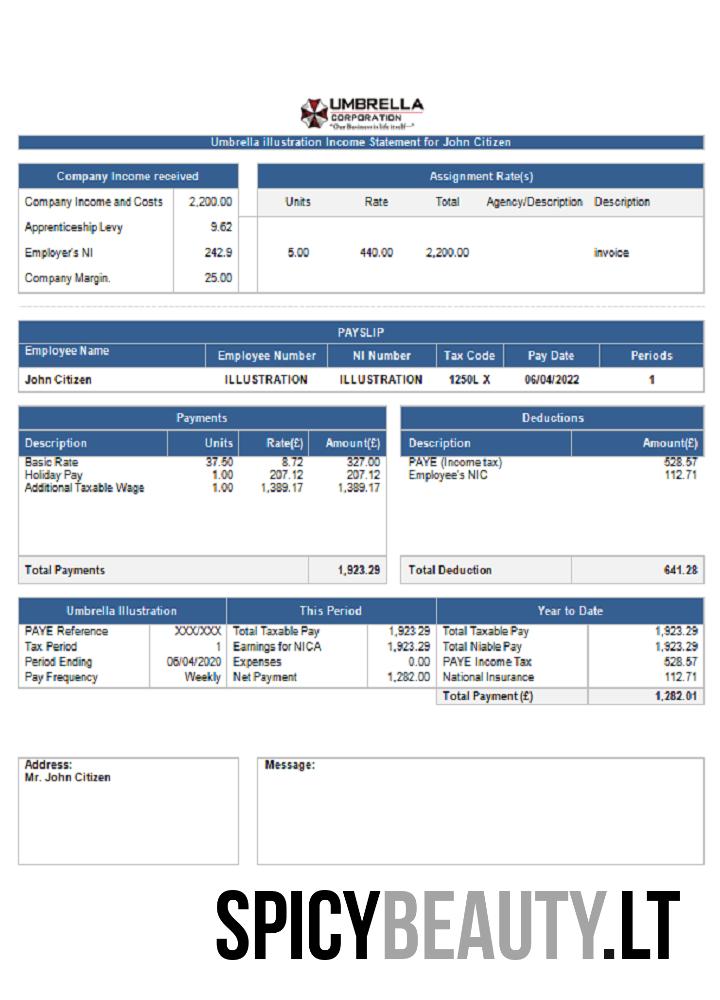 UMBRELLA
CORPORATION
"Our Business is life itself..."
Umbrella illustration Income Statement for John Citizen
Company Income received
Company Income and Costs 2,200.00
Apprenticeship Levy 9.62
Employer's NI 242.9
Company Margin. 25.00
Assignment Rate(s)
Units Rate Total Agency/Description Description
5.00 440.00 2,200.00 invoice
PAYSLIP
Employee Name Employee Number NI Number Tax Code Pay Date Periods
John Citizen ILLUSTRATION ILLUSTRATION 1250L X 06/04/2022 1
Payments
Description Units Rate(£) Amount(£)
Basic Rate 37.50 8.72 327.00
Holiday Pay 1.00 207.12 207.12
Additional Taxable Wage 1.00 1,389.17 1,389.17
Total Payments 1,923.29
Deductions
Description Amount(£)
PAYE (Income tax) 528.57
Employee's NIC 112.71
Total Deduction 641.28
Umbrella Illustration This Period Year to Date
PAYE Reference XXX/XXX Total Taxable Pay 1,923.29 Total Taxable Pay 1,923.29
Tax Period 1 Earnings for NICA 1,923.29 Total Niable Pay 1,923.29
Period Ending 06/04/2020 Expenses 0.00 PAYE Income Tax 528.57
Pay Frequency Weekly Net Payment 1,282.00 National Insurance 112.71
Total Payment (£) 1,282.01
Address:
Mr. John Citizen
Message:
SPICYBEAUTY.LT